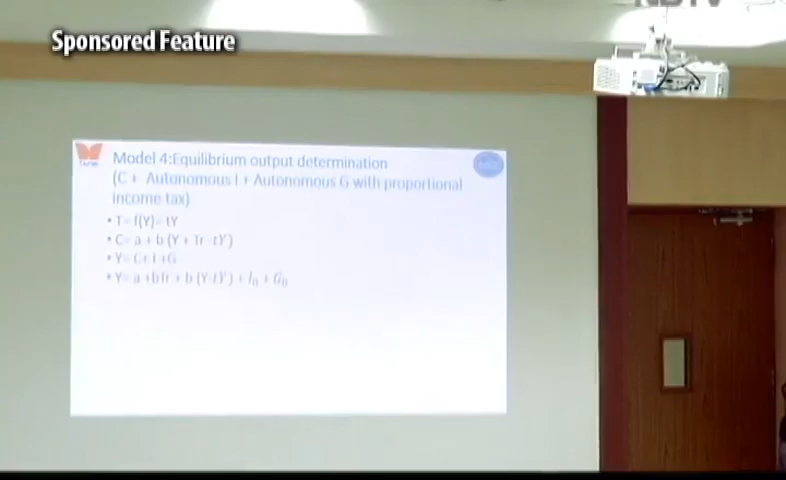 NDTV
Sponsored Feature
Model 4:Equilibrium output determination
(C + Autonomous I + Autonomous G with proportional
income tax)
• T= f(Y)= tY
• C= a + b (Y + Tr - tY)
• Y= C+ I +G
• Y= a +bTr + b (Y-tY) + I₀ + G₀